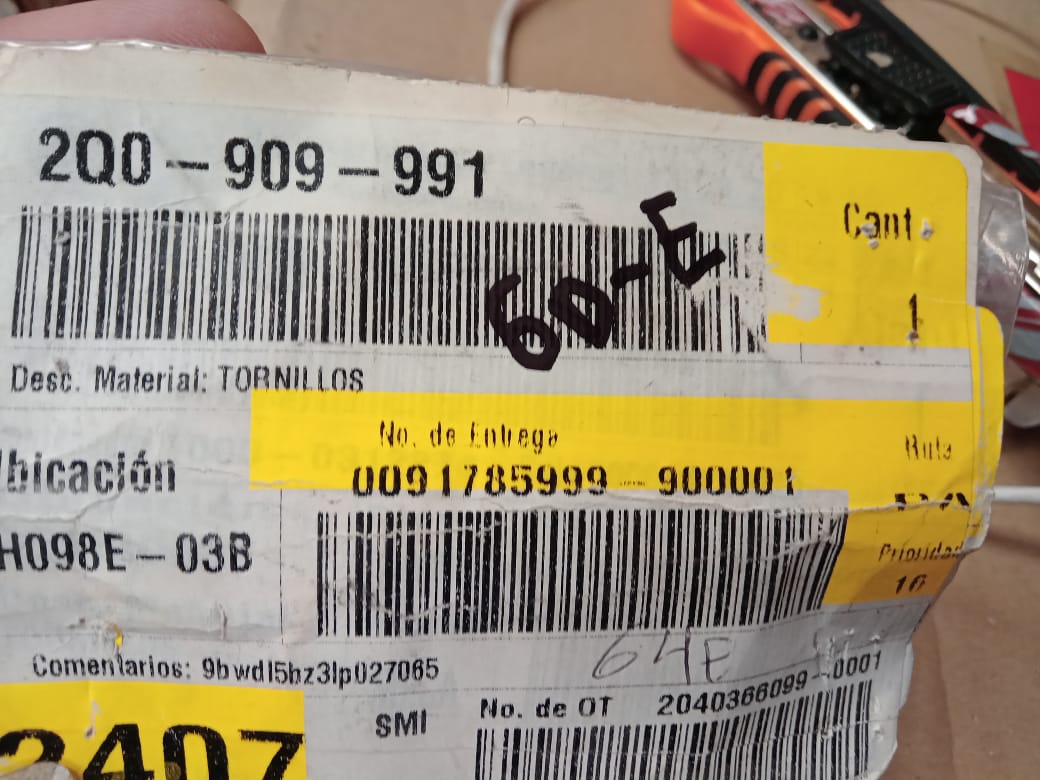 2Q0-909-991
60-E
Cant.
1
Desc. Material: TORNILLOS
No. de Entrega
0091785999 900001
Ruta
bicación
H098E-03B
Prioridad
16
64E
Comentarios: 9bwdl5bz3lp027065
SMI
No. de OT 2040366099-0001
2407